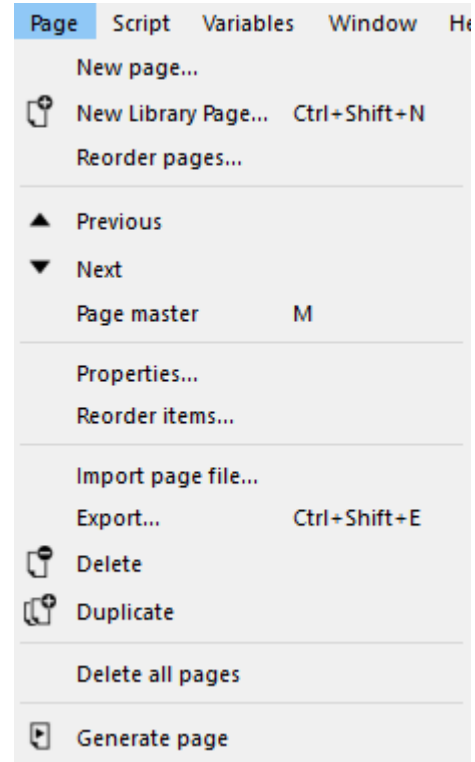 Page Script Variables Window He
New page...
New Library Page... Ctrl+Shift+N
Reorder pages...
Previous
Next
Page master M
Properties...
Reorder items...
Import page file...
Export... Ctrl+Shift+E
Delete
Duplicate
Delete all pages
Generate page